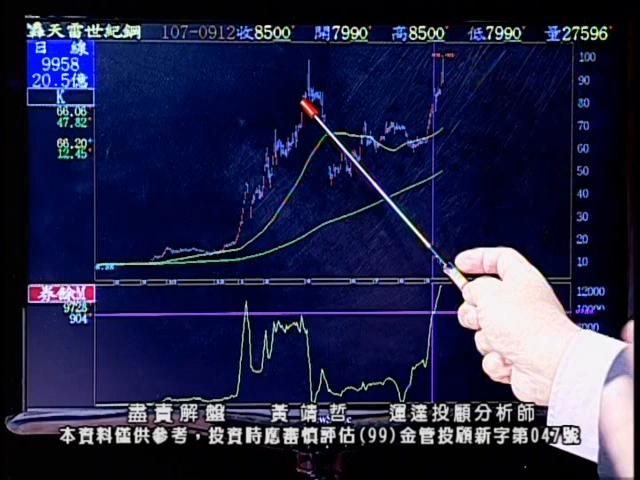 轟天雷世紀鋼 107-0912收8500 開7990 高8500 低7990 量27596
日 線
9958
20.5億
K
66.06
47.82
66.20
12.45
100
90
80
70
60
50
40
30
20
10
券餘M
9728
904
12000
盡責解盤 黃靖哲 運達投顧分析師
本資料僅供參考，投資時應審慎評估(99)金管投顧新字第047號